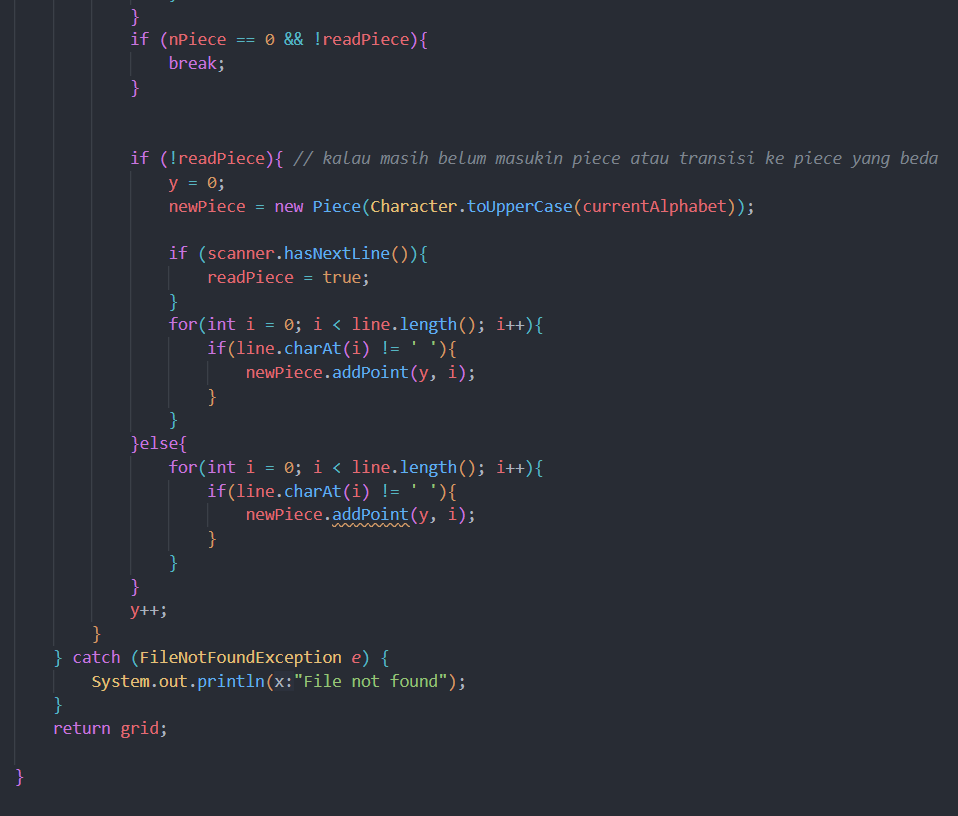 }
if (nPiece == 0 && !readPiece){
break;
}
if (!readPiece){ // kalau masih belum masukin piece atau transisi ke piece yang beda
y = 0;
newPiece = new Piece(Character.toUpperCase(currentAlphabet));
if (scanner.hasNextLine()){
readPiece = true;
}
for(int i = 0; i < line.length(); i++){
if(line.charAt(i) != ' '){
newPiece.addPoint(y, i);
}
}
}else{
for(int i = 0; i < line.length(); i++){
if(line.charAt(i) != ' '){
newPiece.addPoint(y, i);
}
}
}
y++;
}
} catch (FileNotFoundException e) {
System.out.println(x:"File not found");
}
return grid;
}